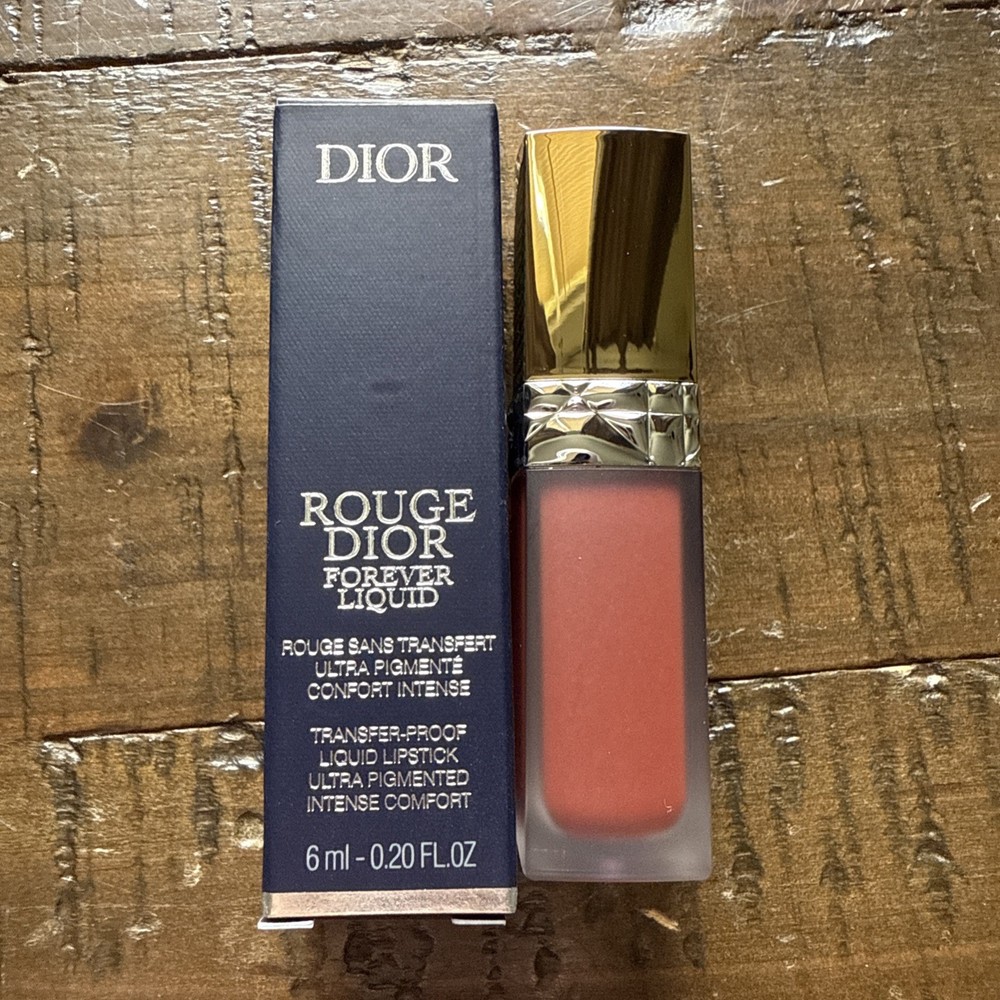 DIOR
ROUGE
DIOR
FOREVER
LIQUID
ROUGE SANS TRANSFERT
ULTRA PIGMENTÉ
CONFORT INTENSE
TRANSFER-PROOF
LIQUID LIPSTICK
ULTRA PIGMENTED
INTENSE COMFORT
6 ml - 0.20 FL.OZ